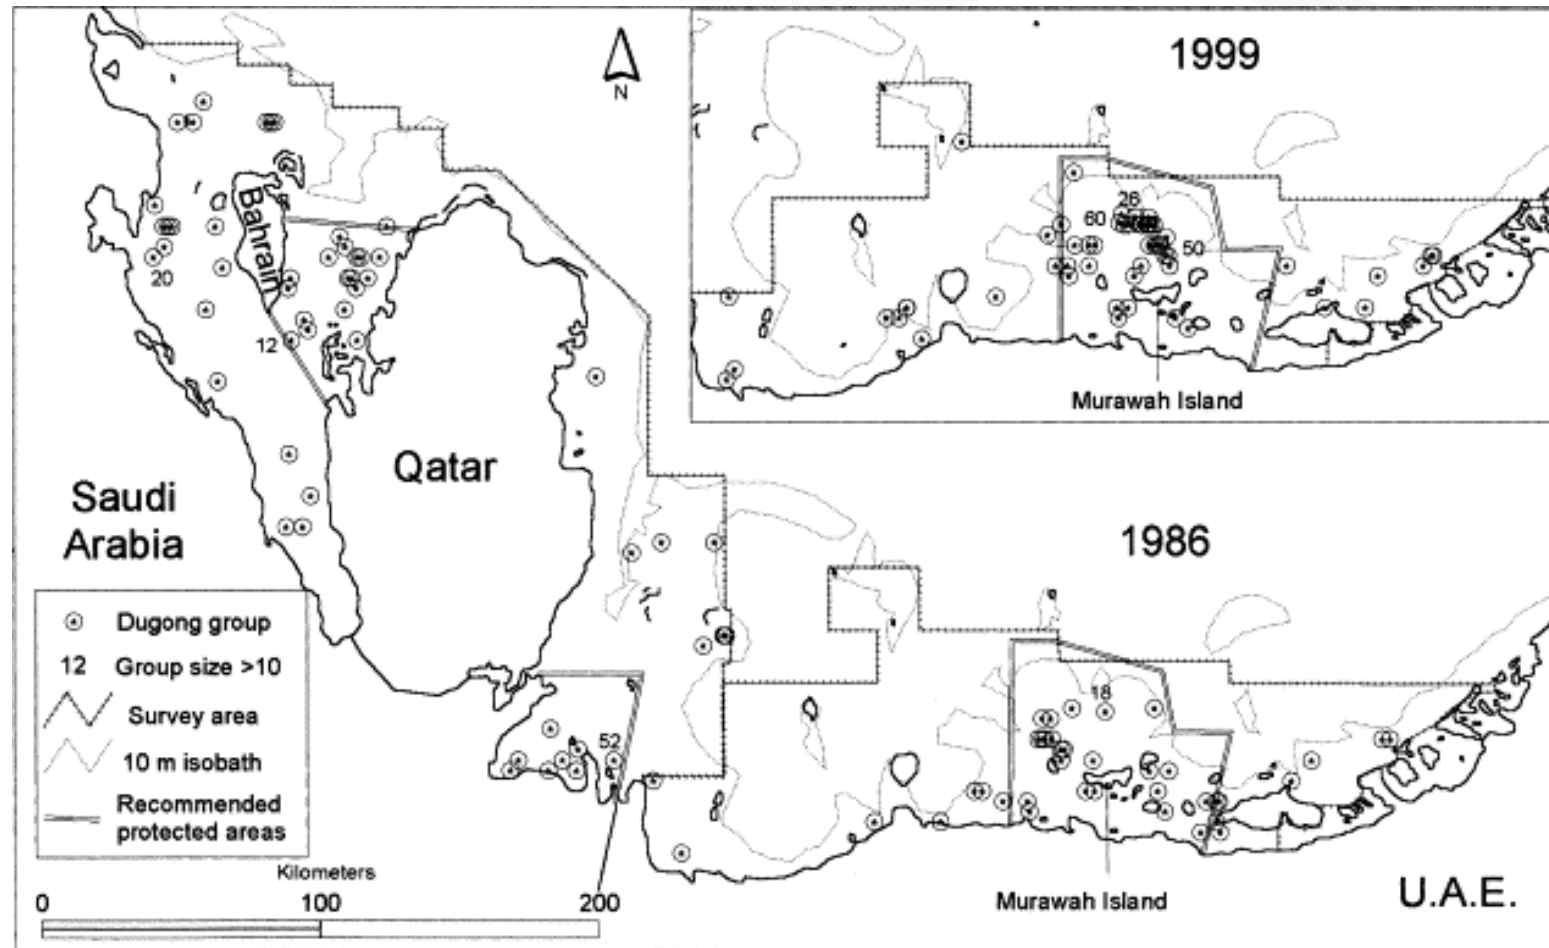 1999
N
26
60
50
Murawah Island
Bahrain
20
12
Qatar
Saudi
Arabia
1986
18
52
Dugong group
12 Group size >10
Survey area
10 m isobath
Recommended
protected areas
Kilometers
0 100 200
Murawah Island
U.A.E.